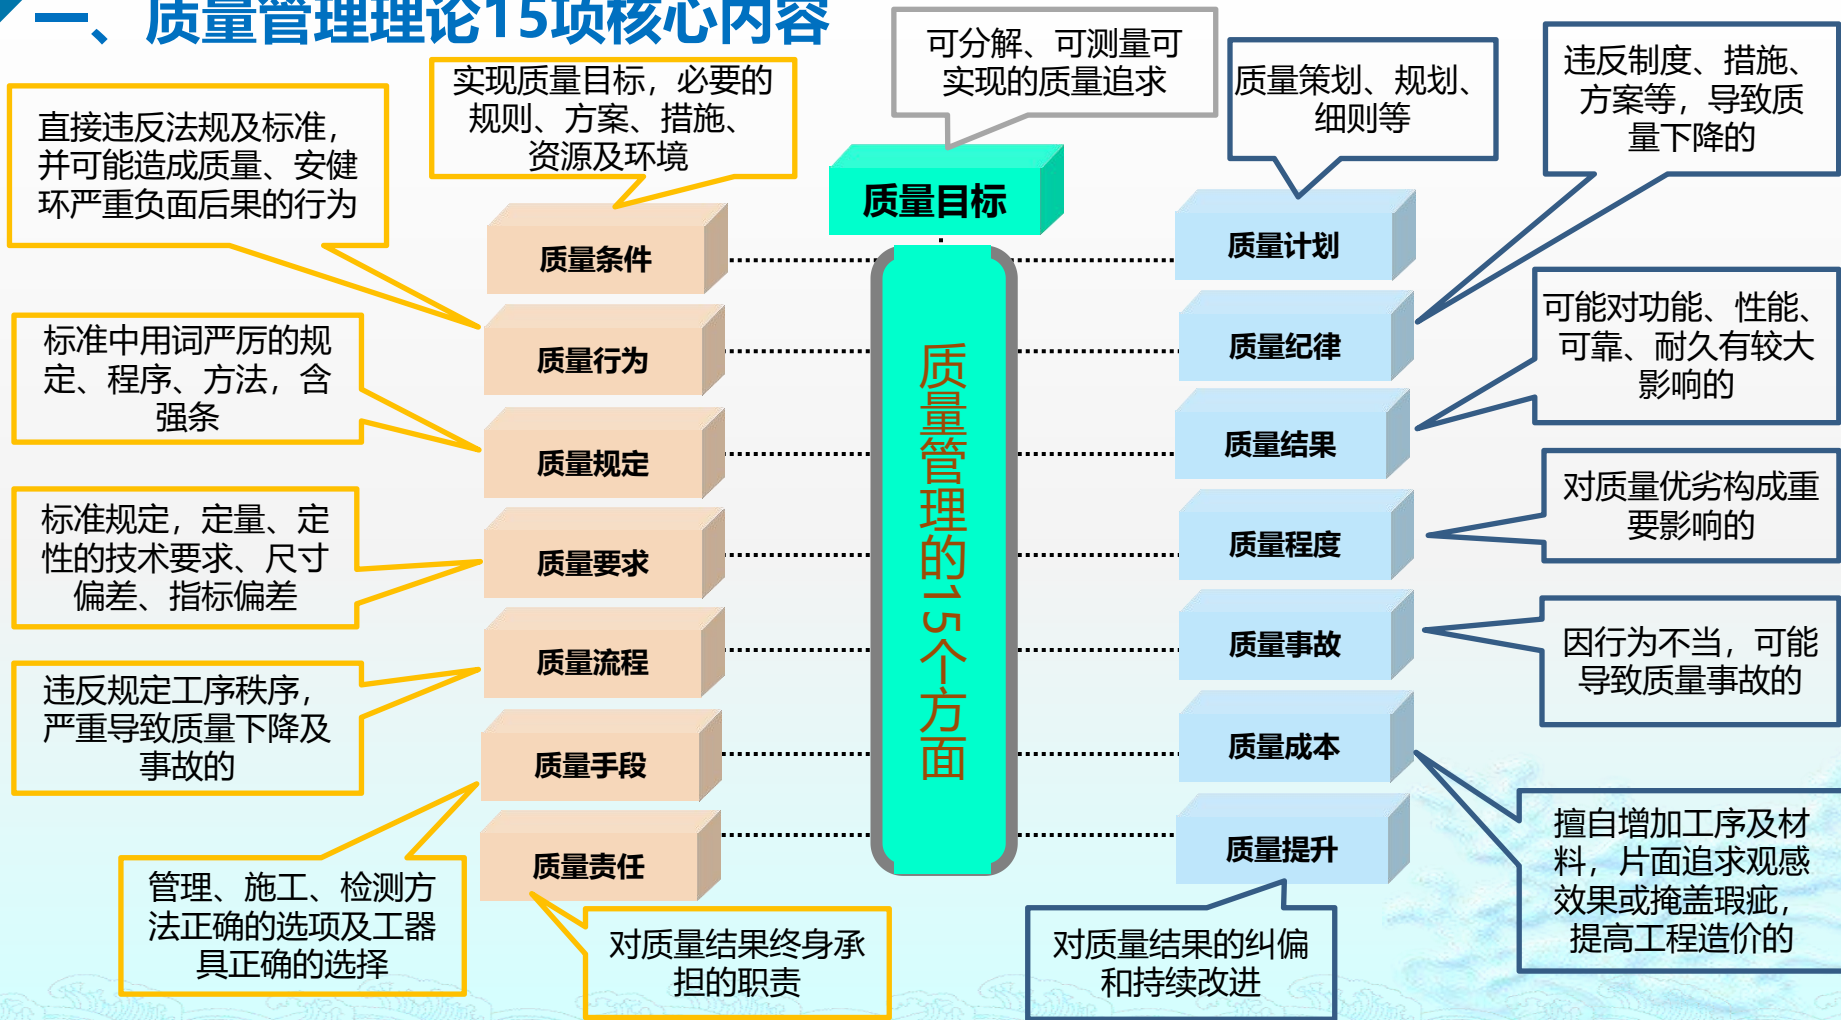 一、质量管理理论15项核心内容
可分解、可测量可
实现的质量追求
质量目标
质量管理的15个方面
实现质量目标，必要的
规则、方案、措施、
资源及环境
质量条件
直接违反法规及标准，
并可能造成质量、安健
环严重负面后果的行为
质量行为
标准中用词严厉的规
定、程序、方法，含
强条
质量规定
标准规定，定量、定
性的技术要求、尺寸
偏差、指标偏差
质量要求
违反规定工序秩序，
严重导致质量下降及
事故的
质量流程
管理、施工、检测方
法正确的选项及工器
具正确的选择
质量手段
对质量结果终身承
担的职责
质量责任
质量策划、规划、
细则等
质量计划
违反制度、措施、
方案等，导致质
量下降的
质量纪律
可能对功能、性能、
可靠、耐久有较大
影响的
质量结果
对质量优劣构成重
要影响的
质量程度
因行为不当，可能
导致质量事故的
质量事故
擅自增加工序及材
料，片面追求观感
效果或掩盖瑕疵，
提高工程造价的
质量成本
对质量结果的纠偏
和持续改进
质量提升